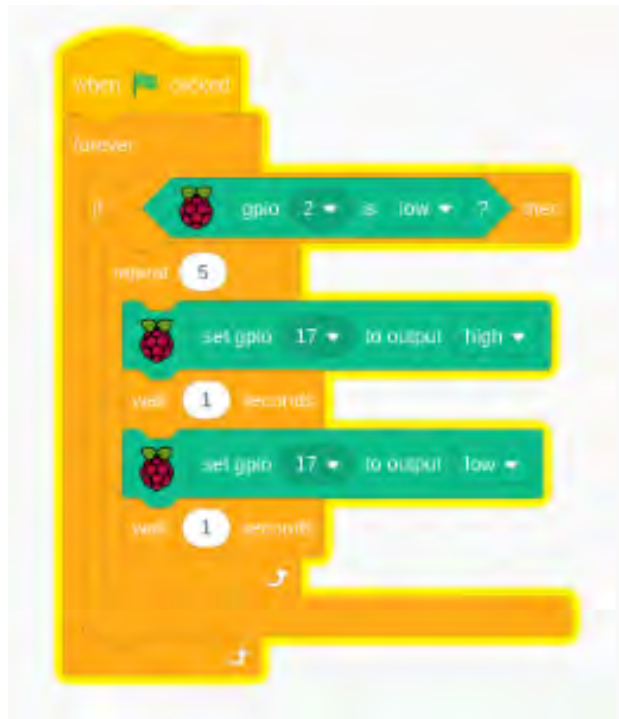 when clicked
forever
if gpio 2 is low ? then
repeat 5
set gpio 17 to output high
wait 1 seconds
set gpio 17 to output low
wait 1 seconds